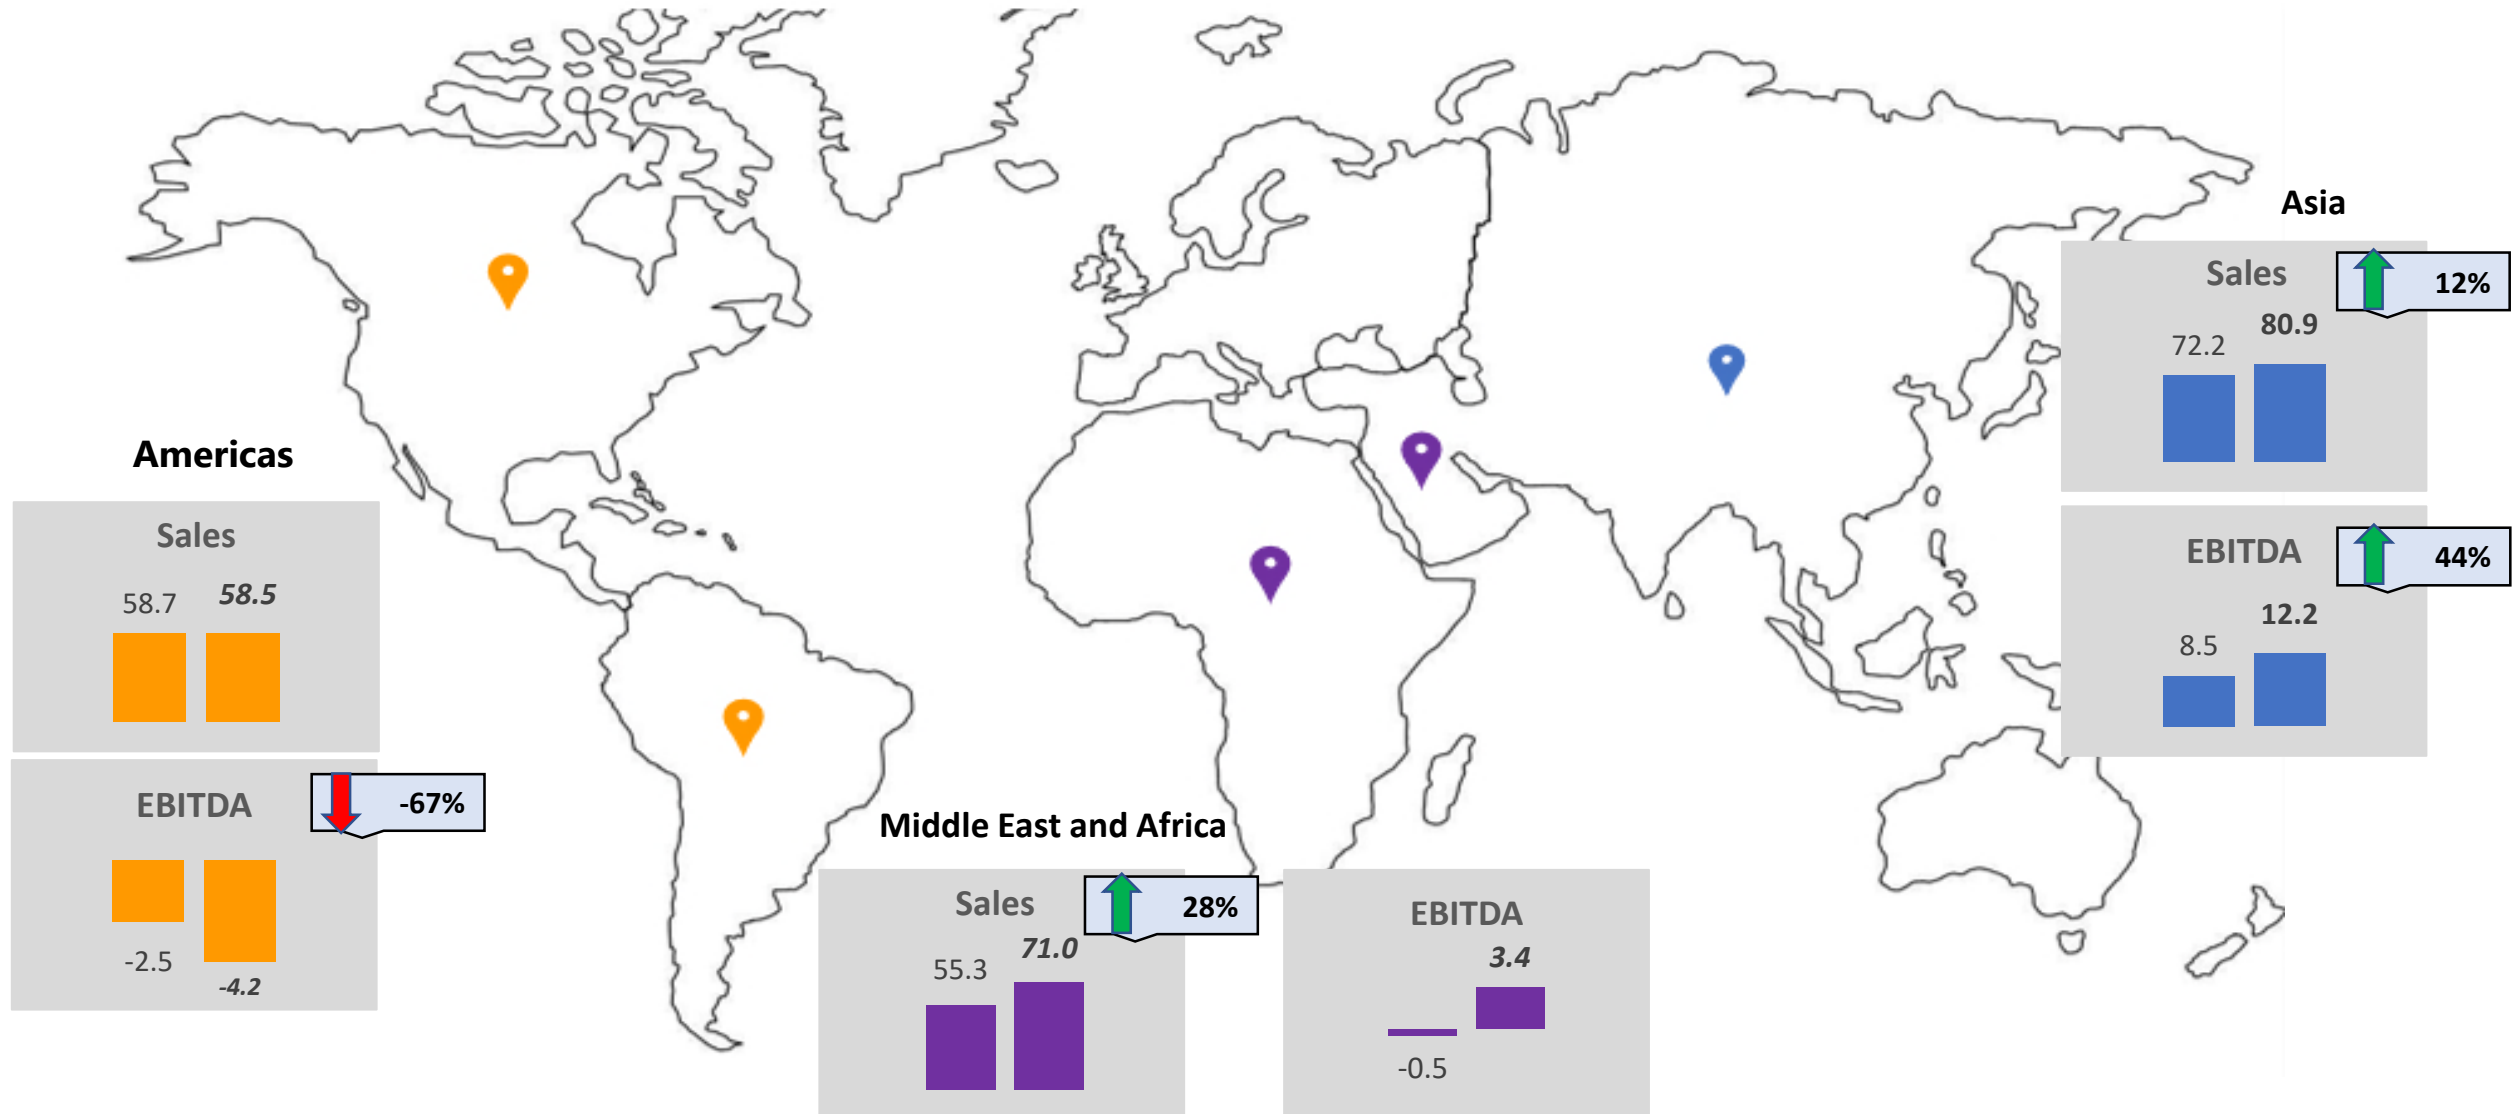 Asia
Sales
12%
72.2
80.9
EBITDA
44%
8.5
12.2
Americas
Sales
58.7
58.5
EBITDA
-67%
-2.5
-4.2
Middle East and Africa
Sales
28%
55.3
71.0
EBITDA
3.4
-0.5